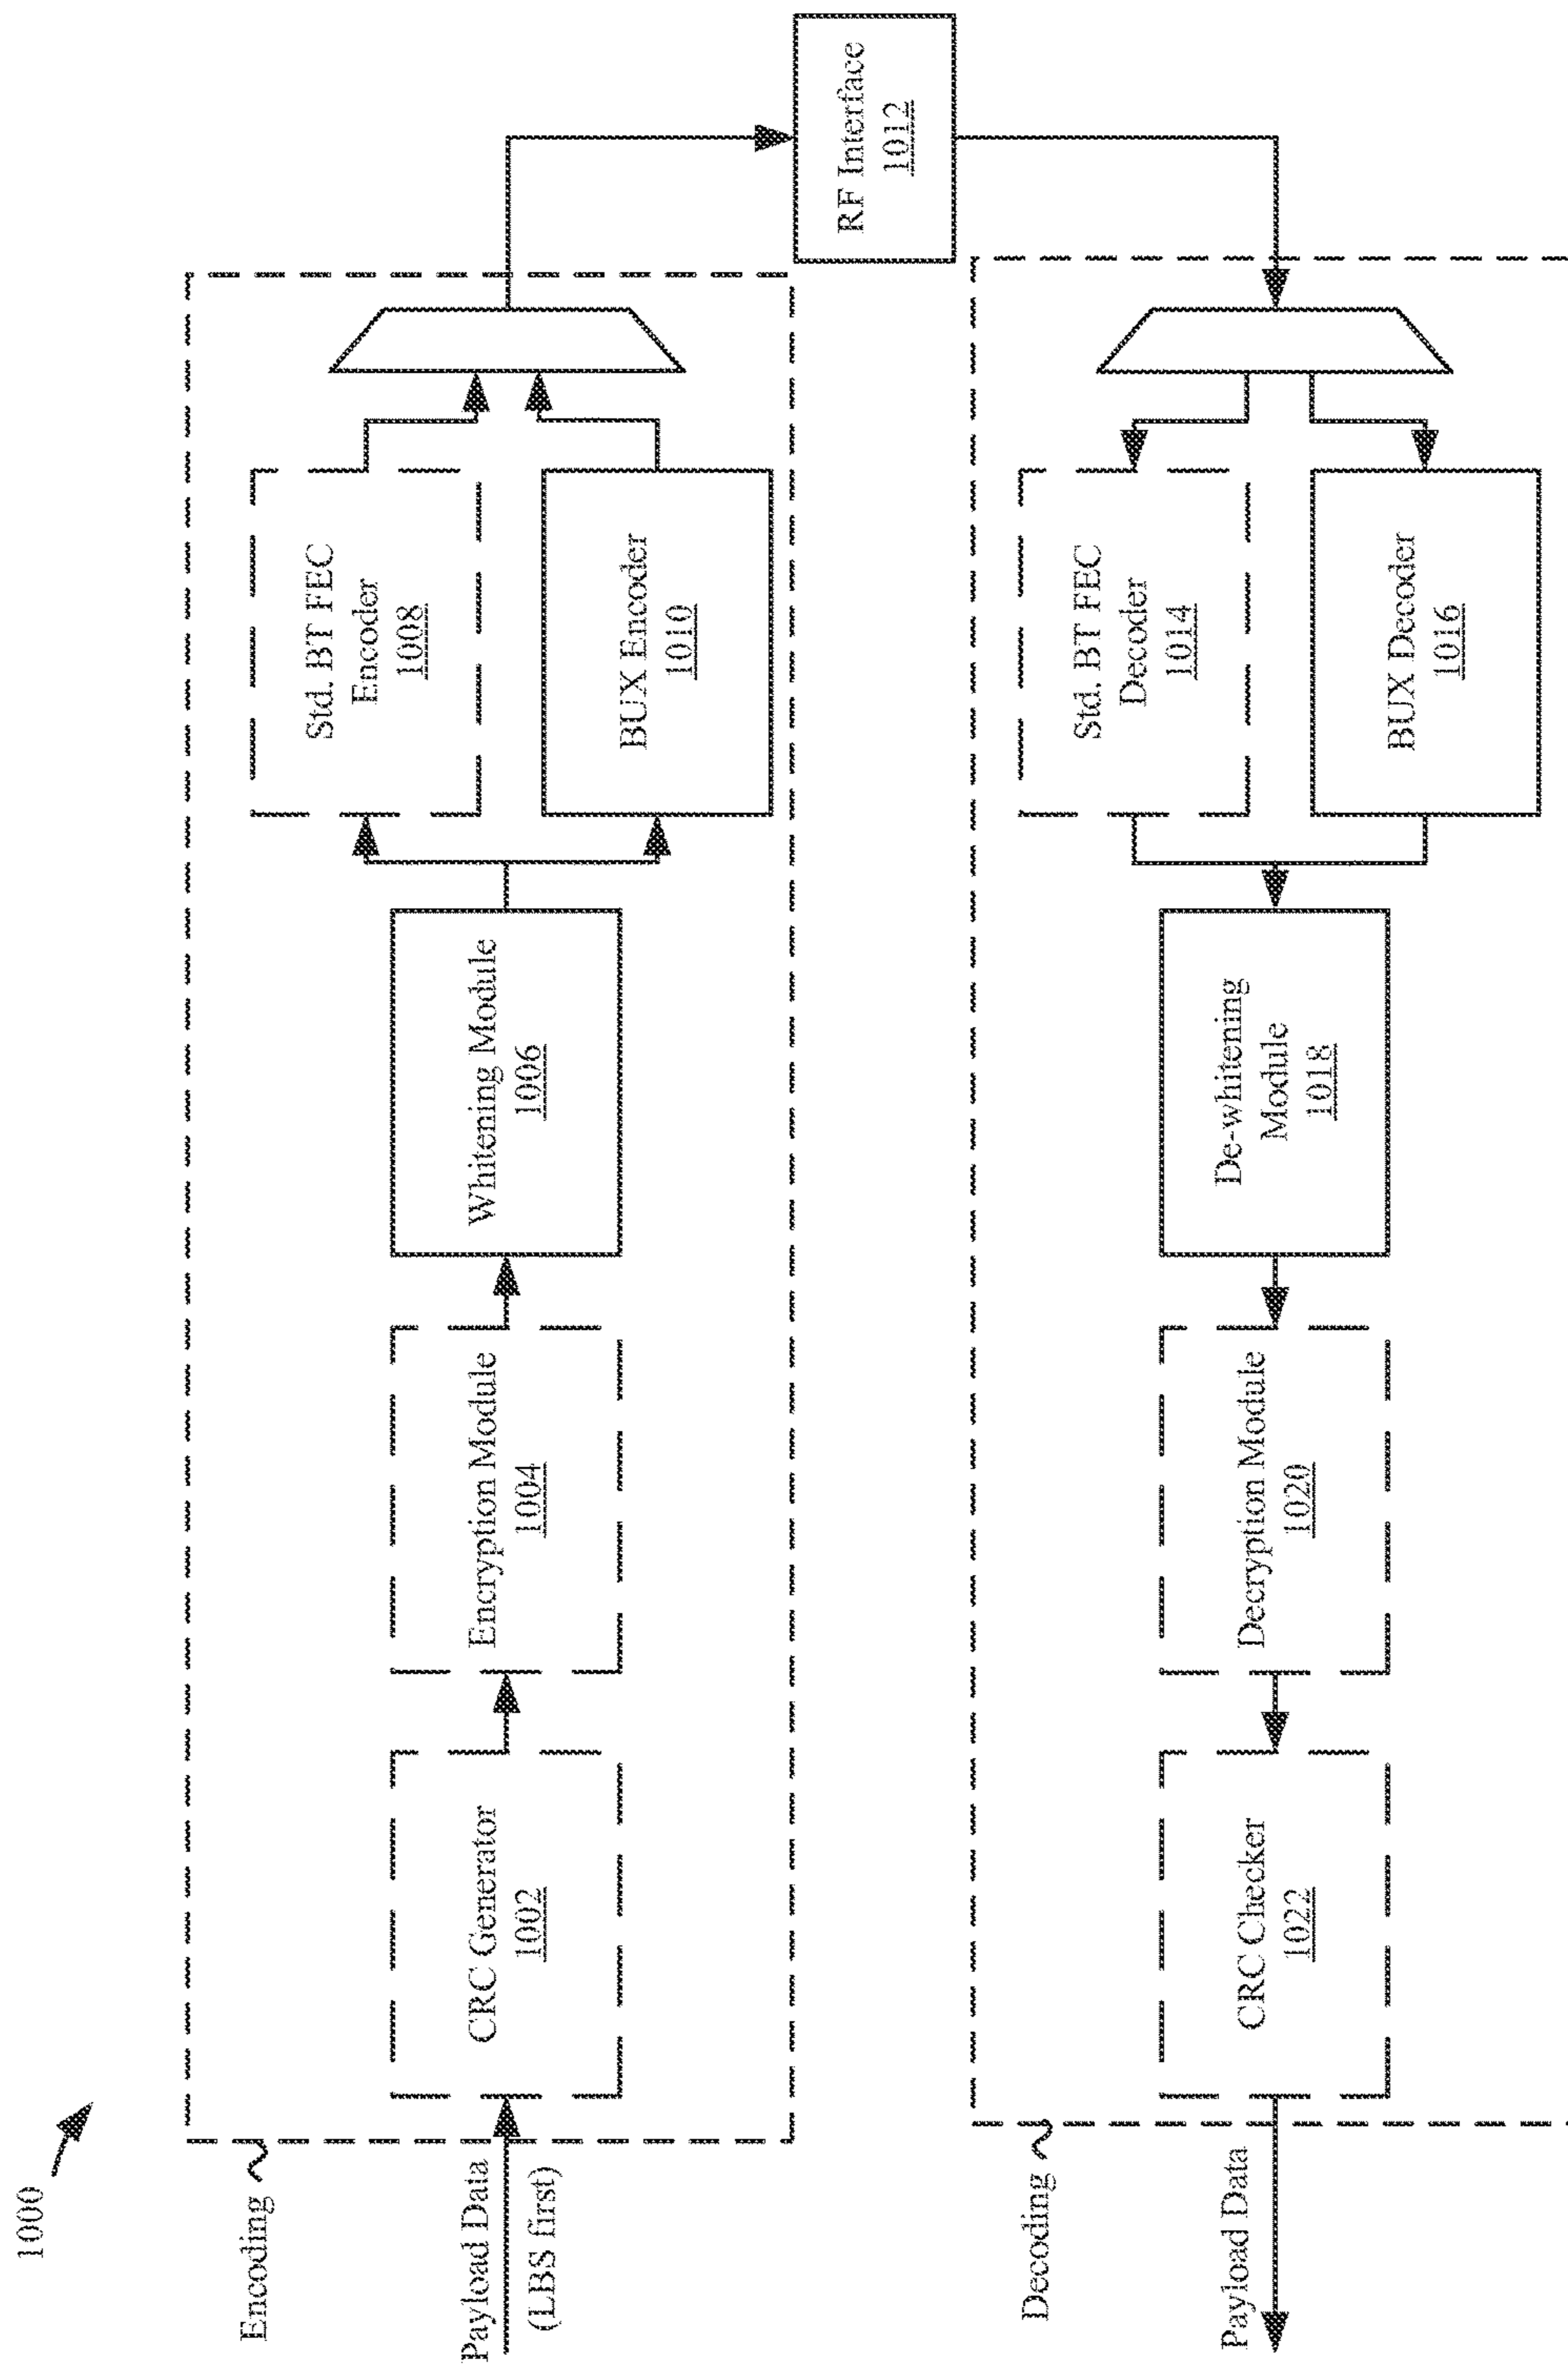 1000
Encoding
Payload Data
(LBS first)
CRC Generator
1002
Encryption Module
1004
Whitening Module
1006
Std. BT FEC
Encoder
1008
BUX Encoder
1010
RF Interface
1012
Decoding
Payload Data
CRC Checker
1022
Decryption Module
1020
De-whitening
Module
1018
Std. BT FEC
Decoder
1014
BUX Decoder
1016